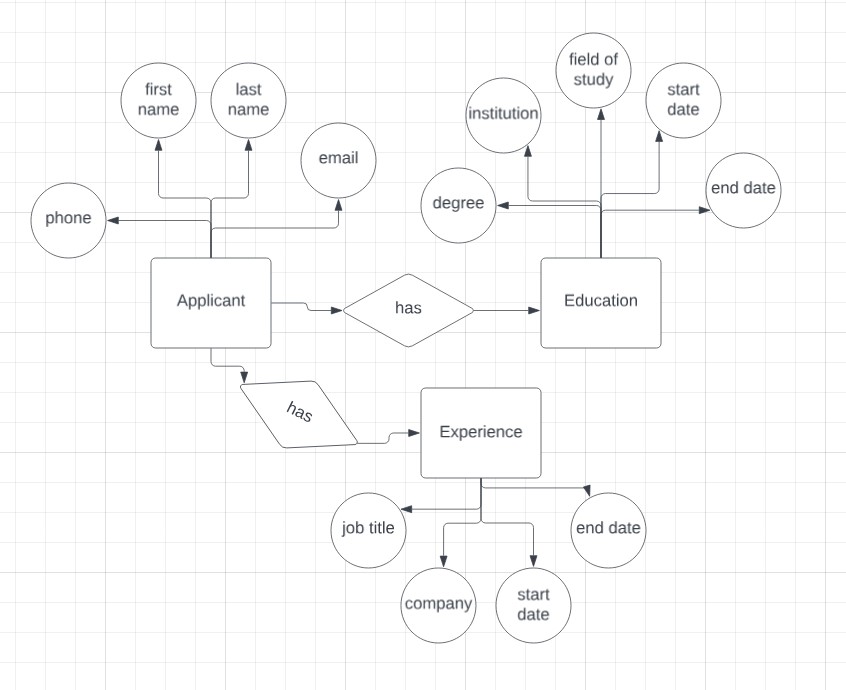 first
name
last
name
email
phone
institution
field of
study
start
date
degree
end date
Applicant
has
Education
has
Experience
job title
end date
company
start
date